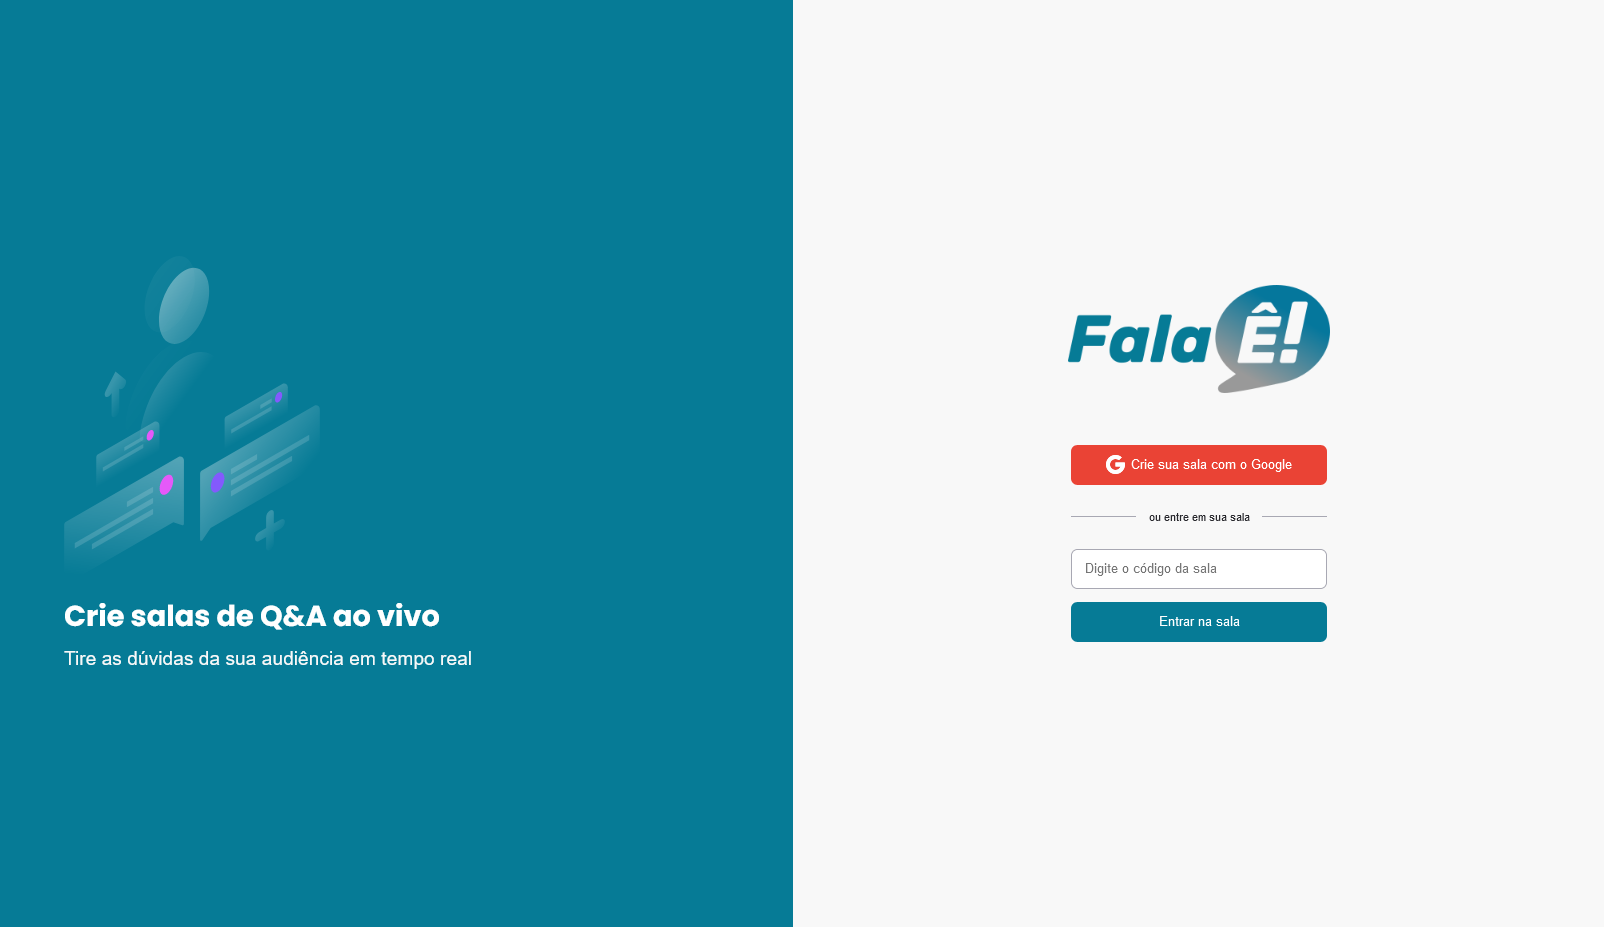 Crie salas de Q&A ao vivo
Tire as dúvidas da sua audiência em tempo real
Fala Ê!
Crie sua sala com o Google
ou entre em sua sala
Digite o código da sala
Entrar na sala